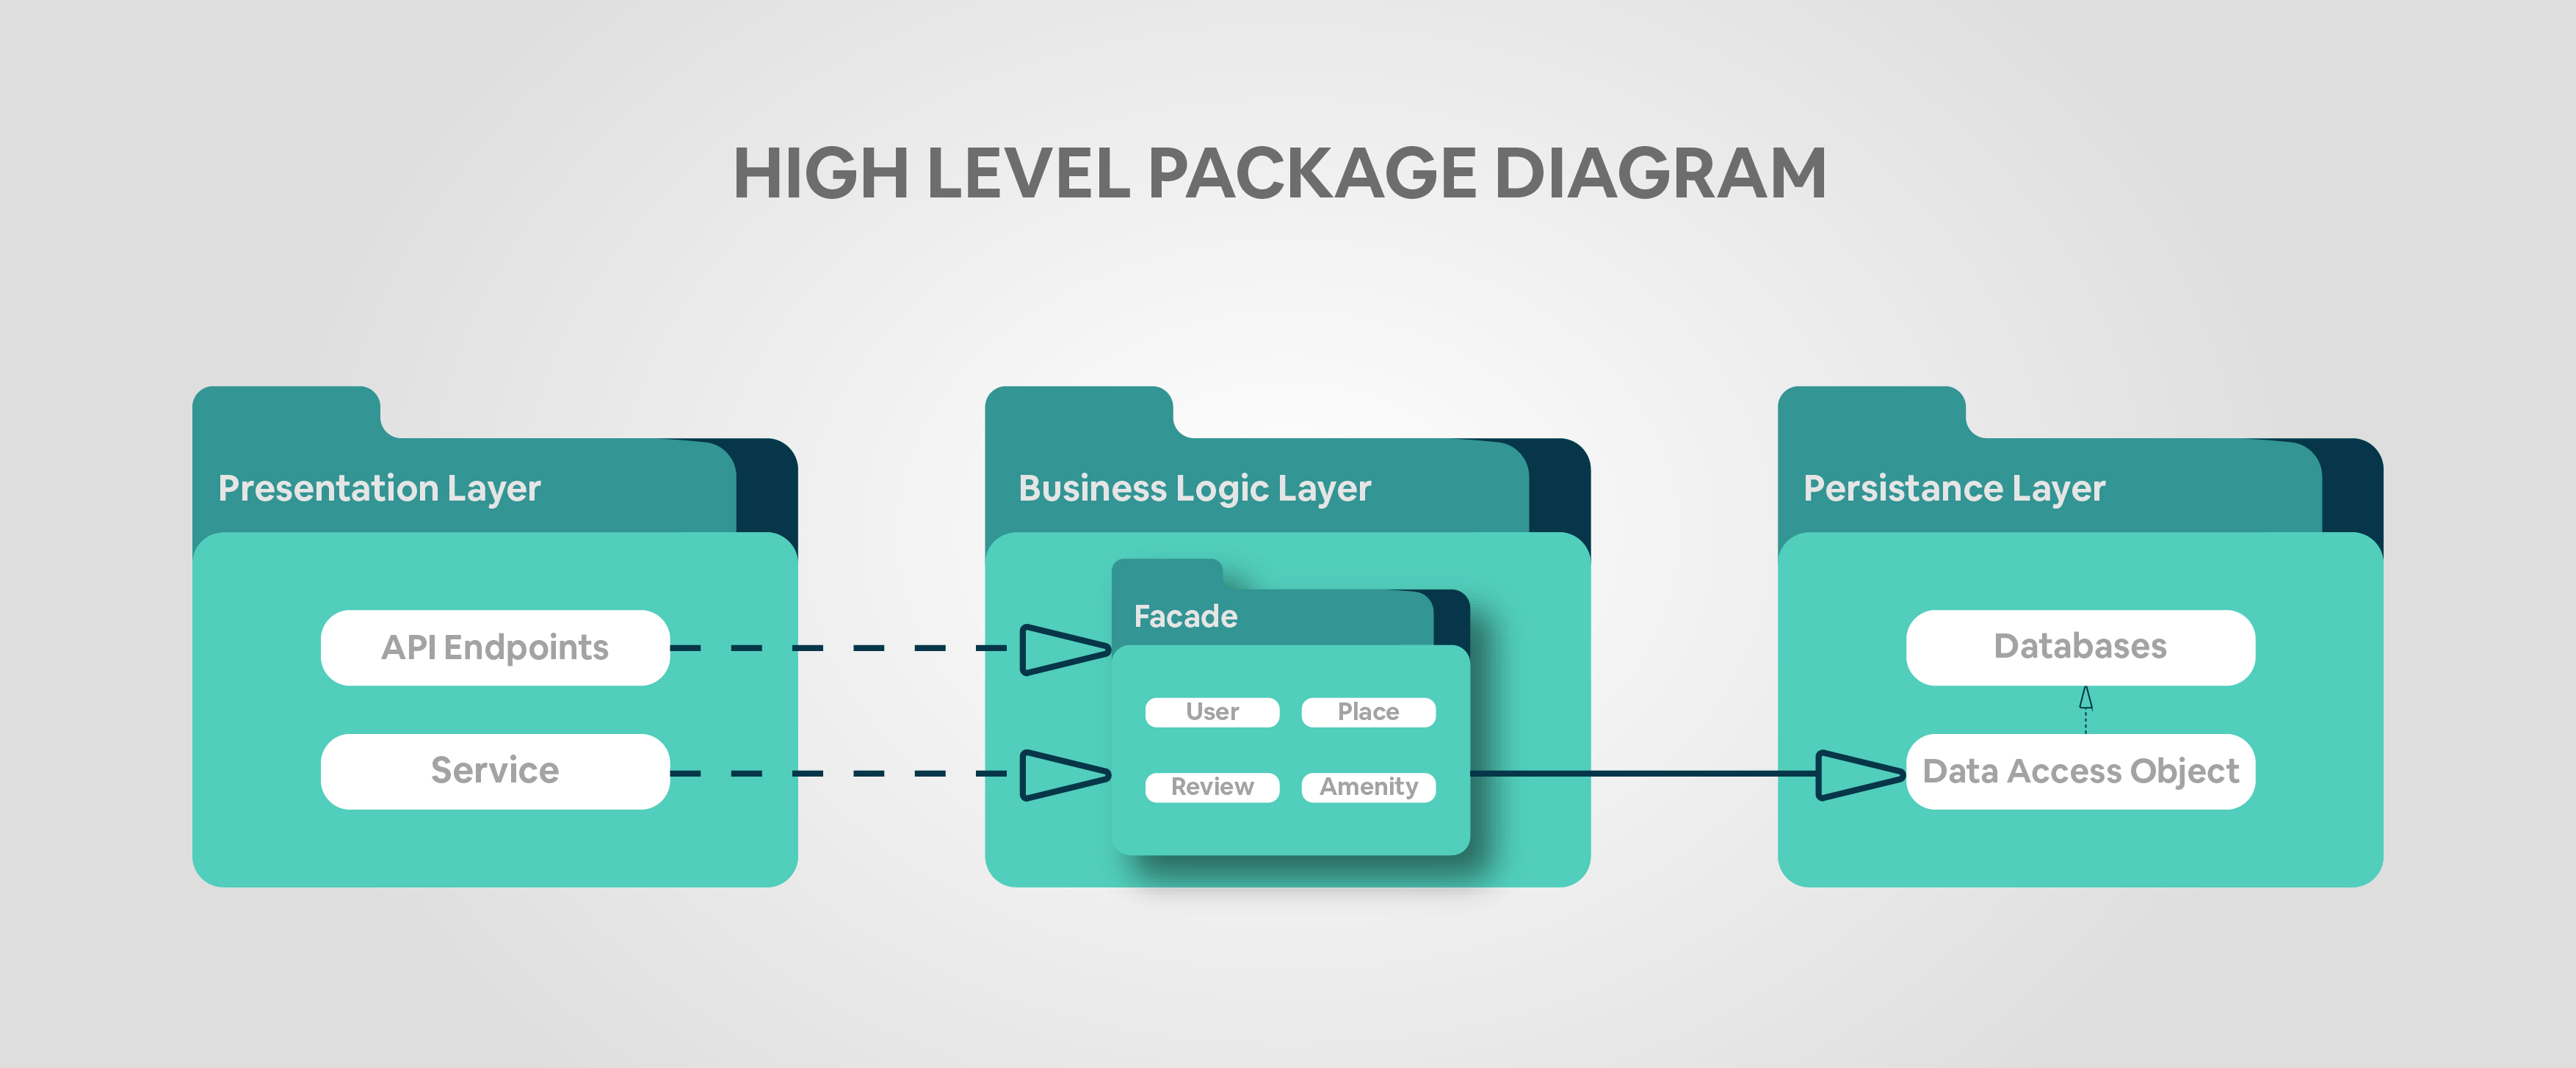 HIGH LEVEL PACKAGE DIAGRAM
Presentation Layer
API Endpoints
Service
Business Logic Layer
Facade
User
Place
Review
Amenity
Persistance Layer
Databases
Data Access Object